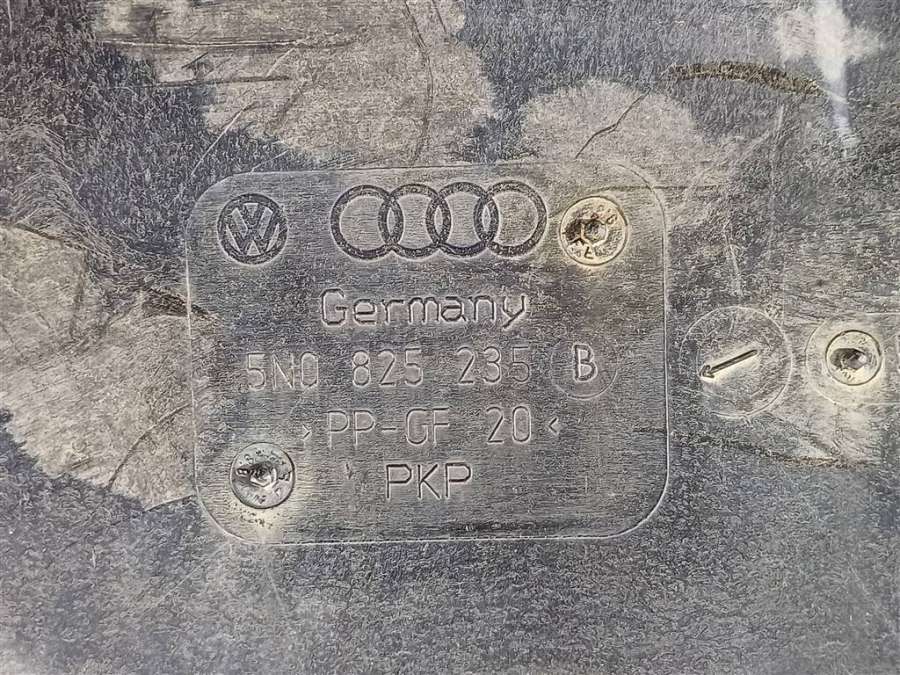 Germany
5N0 825 235 B
>PP-GF 20<
PKP